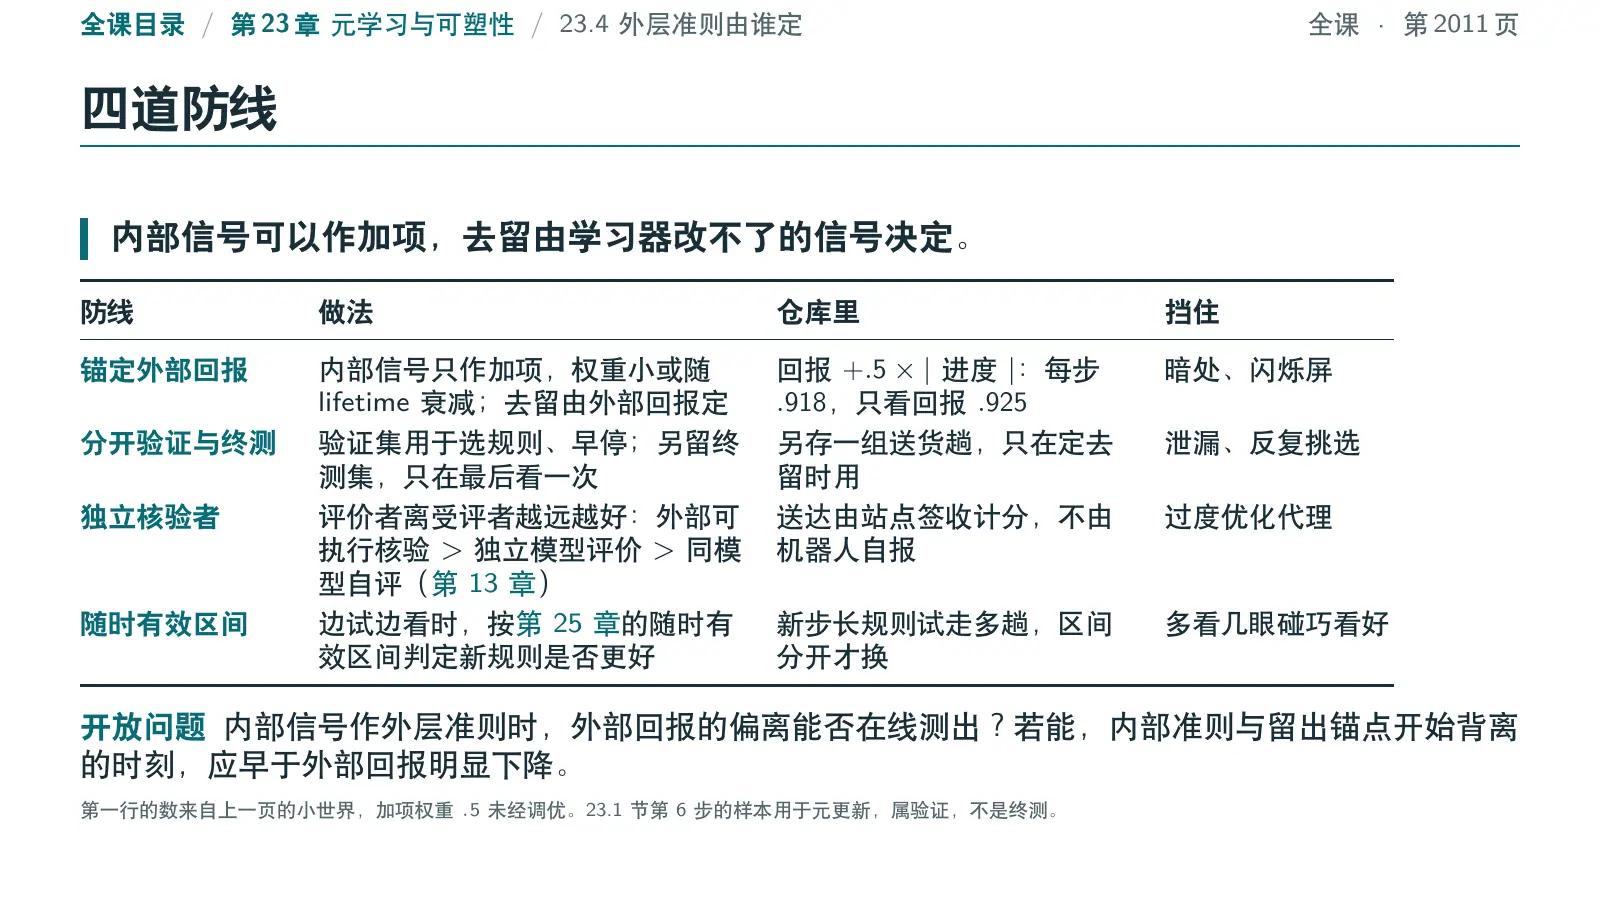 全课目录 / 第 23 章 元学习与可塑性 / 23.4 外层准则由谁定
全课 · 第 2011 页
四道防线
内部信号可以作加项，去留由学习器改不了的信号决定。
防线 做法 仓库里 挡住
锚定外部回报
内部信号只作加项，权重小或随
lifetime 衰减；去留由外部回报定
回报 +.5 × | 进度 |：每步
.918，只看回报 .925
暗处、闪烁屏
分开验证与终测
验证集用于选规则、早停；另留终
测集，只在最后看一次
另存一组送货趟，只在定去
留时用
泄漏、反复挑选
独立核验者
评价者离受评者越远越好：外部可
执行核验 > 独立模型评价 > 同模
型自评（第 13 章）
送达由站点签收计分，不由
机器人自报
过度优化代理
随时有效区间
边试边看时，按第 25 章的随时有
效区间判定新规则是否更好
新步长规则试走多趟，区间
分开才换
多看几眼碰巧看好
开放问题 内部信号作外层准则时，外部回报的偏离能否在线测出？若能，内部准则与留出锚点开始背离
的时刻，应早于外部回报明显下降。
第一行的数来自上一页的小世界，加项权重 .5 未经调优。23.1 节第 6 步的样本用于元更新，属验证，不是终测。